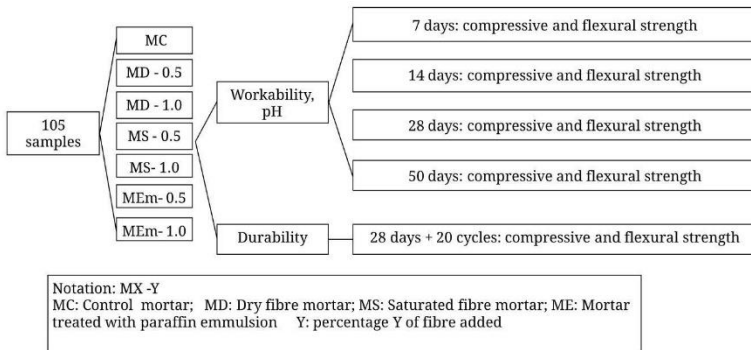 105
samples
MC
MD - 0.5
MD - 1.0
MS - 0.5
MS- 1.0
MEm- 0.5
MEm- 1.0
Workability,
pH
Durability
7 days: compressive and flexural strength
14 days: compressive and flexural strength
28 days: compressive and flexural strength
50 days: compressive and flexural strength
28 days + 20 cycles: compressive and flexural strength
Notation: MX -Y
MC: Control mortar; MD: Dry fibre mortar; MS: Saturated fibre mortar; ME: Mortar
treated with paraffin emmulsion Y: percentage Y of fibre added